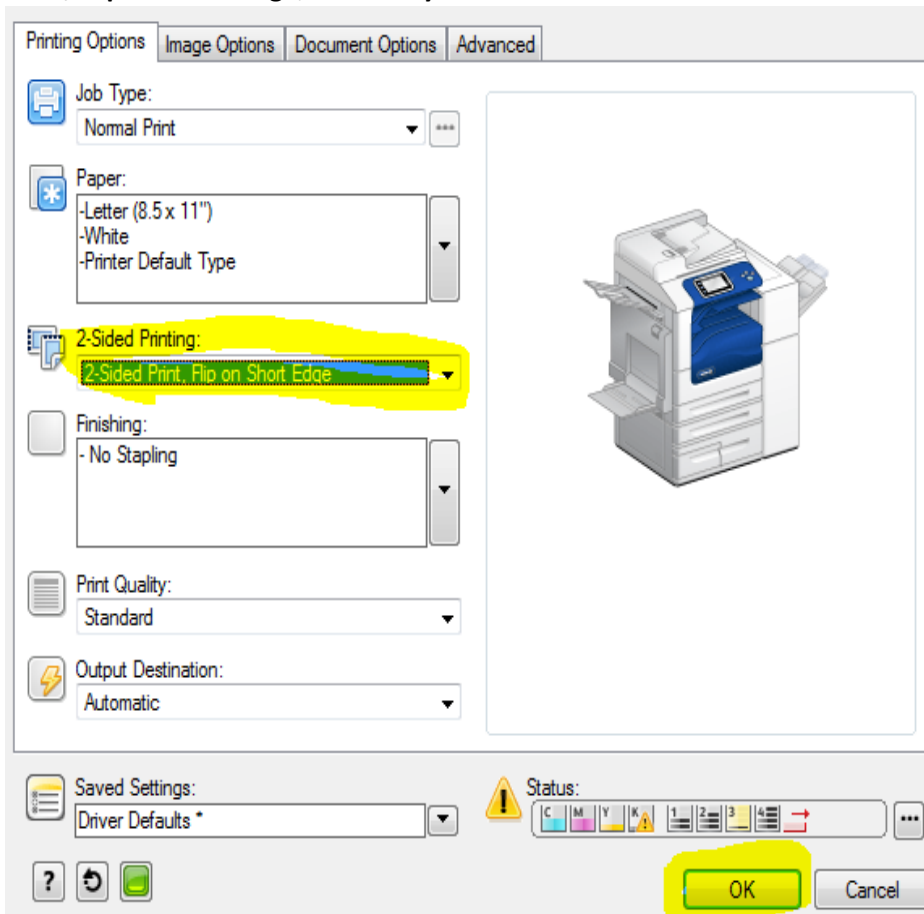 Printing Options Image Options Document Options Advanced
Job Type:
Normal Print
Paper:
-Letter (8.5 x 11")
-White
-Printer Default Type
2-Sided Printing:
2-Sided Print, Flip on Short Edge
Finishing:
- No Stapling
Print Quality:
Standard
Output Destination:
Automatic
Saved Settings:
Driver Defaults *
Status:
C M Y K 1 2 3 4
?
OK Cancel